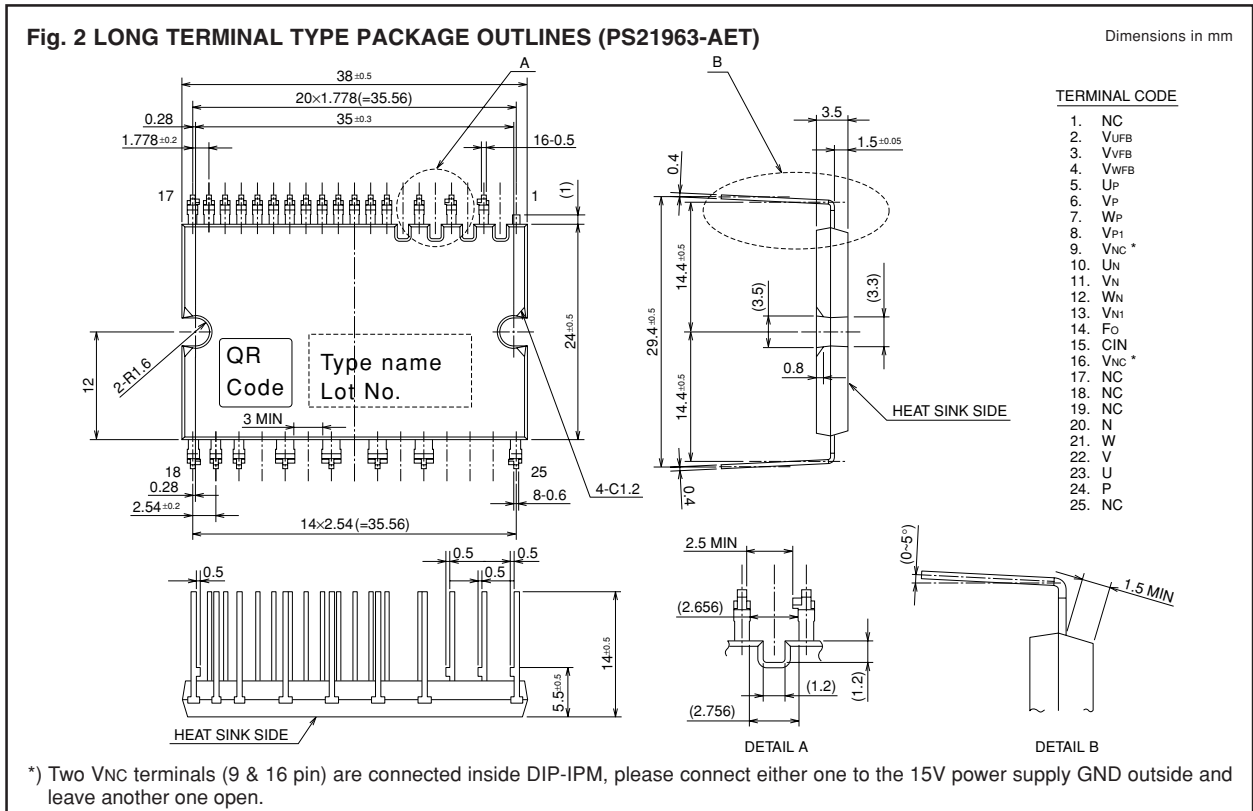 Fig. 2 LONG TERMINAL TYPE PACKAGE OUTLINES (PS21963-AET)
Dimensions in mm
A
B
38±0.5
20×1.778(=35.56)
35±0.3
0.28
1.778±0.2
16-0.5
17
1
(1)
24±0.5
12
2-R1.6
QR
Code
Type name
Lot No.
3 MIN
18
25
0.28
2.54±0.2
14×2.54(=35.56)
8-0.6
4-C1.2
3.5
1.5±0.05
0.4
14.4±0.5
29.4±0.5
14.4±0.5
(3.5)
(3.3)
0.8
HEAT SINK SIDE
0.4
TERMINAL CODE
1. NC
2. VUFB
3. VVFB
4. VWFB
5. UP
6. VP
7. WP
8. VP1
9. VNC *
10. UN
11. VN
12. WN
13. VN1
14. FO
15. CIN
16. VNC *
17. NC
18. NC
19. NC
20. N
21. W
22. V
23. U
24. P
25. NC
0.5
0.5
0.5
0.5
14±0.5
5.5±0.5
HEAT SINK SIDE
2.5 MIN
(2.656)
(1.2)
(1.2)
(2.756)
DETAIL A
(0~5°)
1.5 MIN
DETAIL B
*) Two VNC terminals (9 & 16 pin) are connected inside DIP-IPM, please connect either one to the 15V power supply GND outside and
leave another one open.